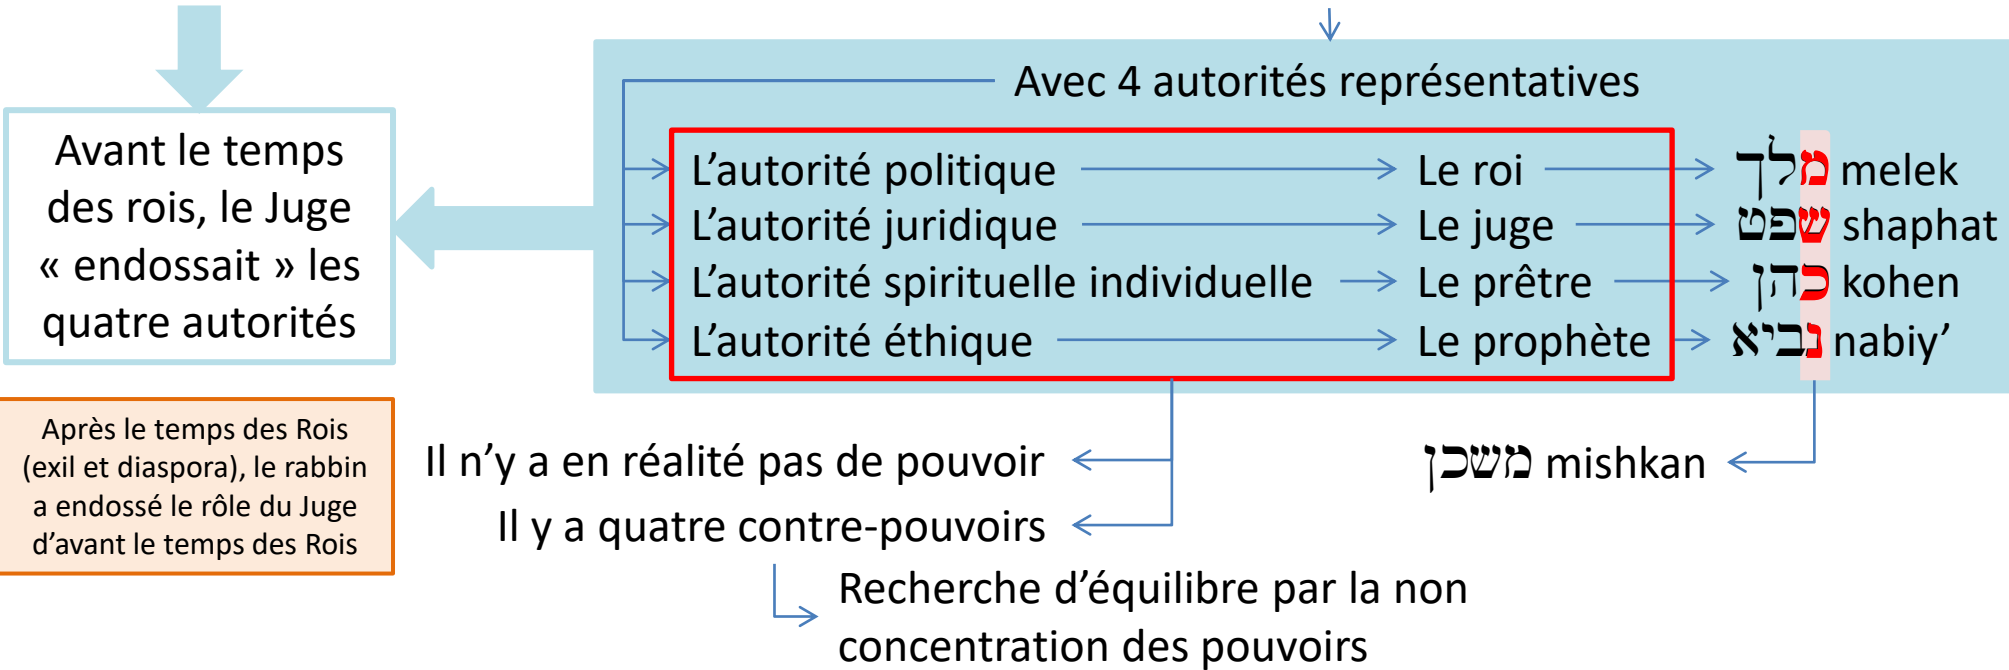 Avec 4 autorités représentatives
L’autorité politique Le roi מלך melek
L’autorité juridique Le juge שפט shaphat
L’autorité spirituelle individuelle Le prêtre כהן kohen
L’autorité éthique Le prophète נביא nabiy’
Avant le temps
des rois, le Juge
« endossait » les
quatre autorités
Après le temps des Rois
(exil et diaspora), le rabbin
a endossé le rôle du Juge
d’avant le temps des Rois
Il n’y a en réalité pas de pouvoir
Il y a quatre contre-pouvoirs
Recherche d’équilibre par la non
concentration des pouvoirs
משכן mishkan